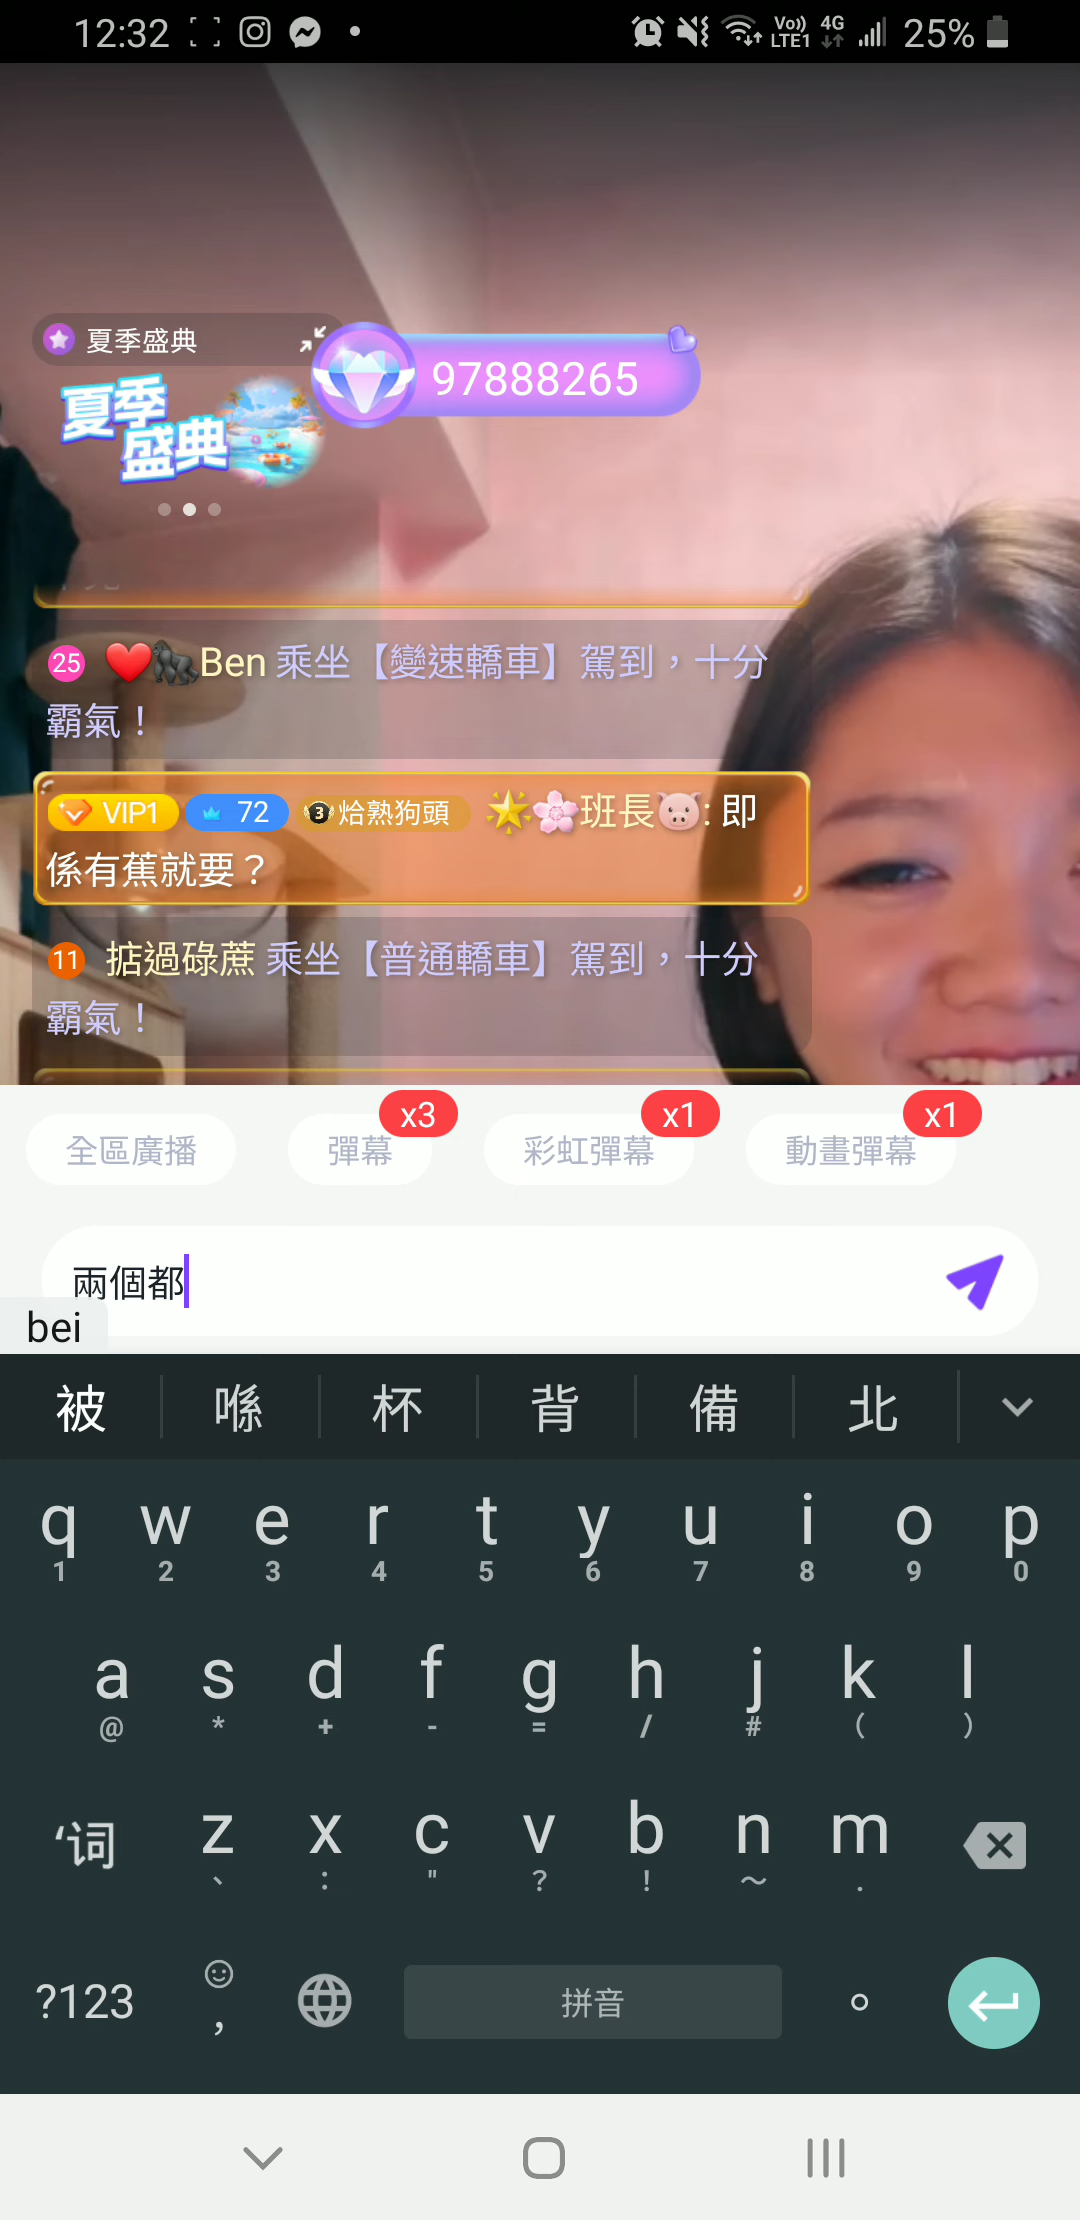 12:32
Vo)) LTE1 4G 25%
夏季盛典
夏季
盛典
97888265
25 ❤️🦍Ben 乘坐【變速轎車】駕到，十分
霸氣！
VIP1 72 3 烚熟狗頭 🌟🌸班長🐷: 即
係有蕉就要？
11 掂過碌蔗 乘坐【普通轎車】駕到，十分
霸氣！
全區廣播 彈幕 x3 彩虹彈幕 x1 動畫彈幕 x1
兩個都
bei
被 喺 杯 背 備 北
q w e r t y u i o p
1 2 3 4 5 6 7 8 9 0
a s d f g h j k l
@ * + - = / # ( )
'词 z x c v b n m
、 : " ? ! ～ .
?123 , 拼音 。